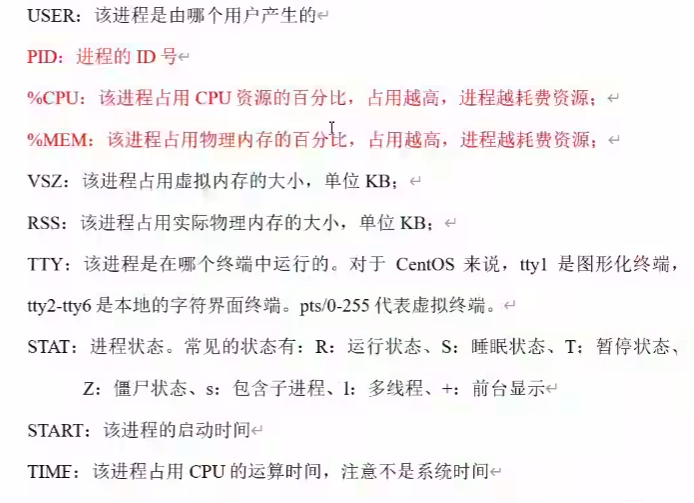 USER：该进程是由哪个用户产生的↵
PID：进程的 ID 号↵
%CPU：该进程占用 CPU 资源的百分比，占用越高，进程越耗费资源；↵
%MEM：该进程占用物理内存的百分比，占用越高，进程越耗费资源；↵
VSZ：该进程占用虚拟内存的大小，单位 KB；↵
RSS：该进程占用实际物理内存的大小，单位 KB；↵
TTY：该进程是在哪个终端中运行的。对于 CentOS 来说，tty1 是图形化终端，
tty2-tty6 是本地的字符界面终端。pts/0-255 代表虚拟终端。↵
STAT：进程状态。常见的状态有：R：运行状态、S：睡眠状态、T：暂停状态、
Z：僵尸状态、s：包含子进程、l：多线程、+：前台显示↵
START：该进程的启动时间↵
TIME：该进程占用 CPU 的运算时间，注意不是系统时间↵